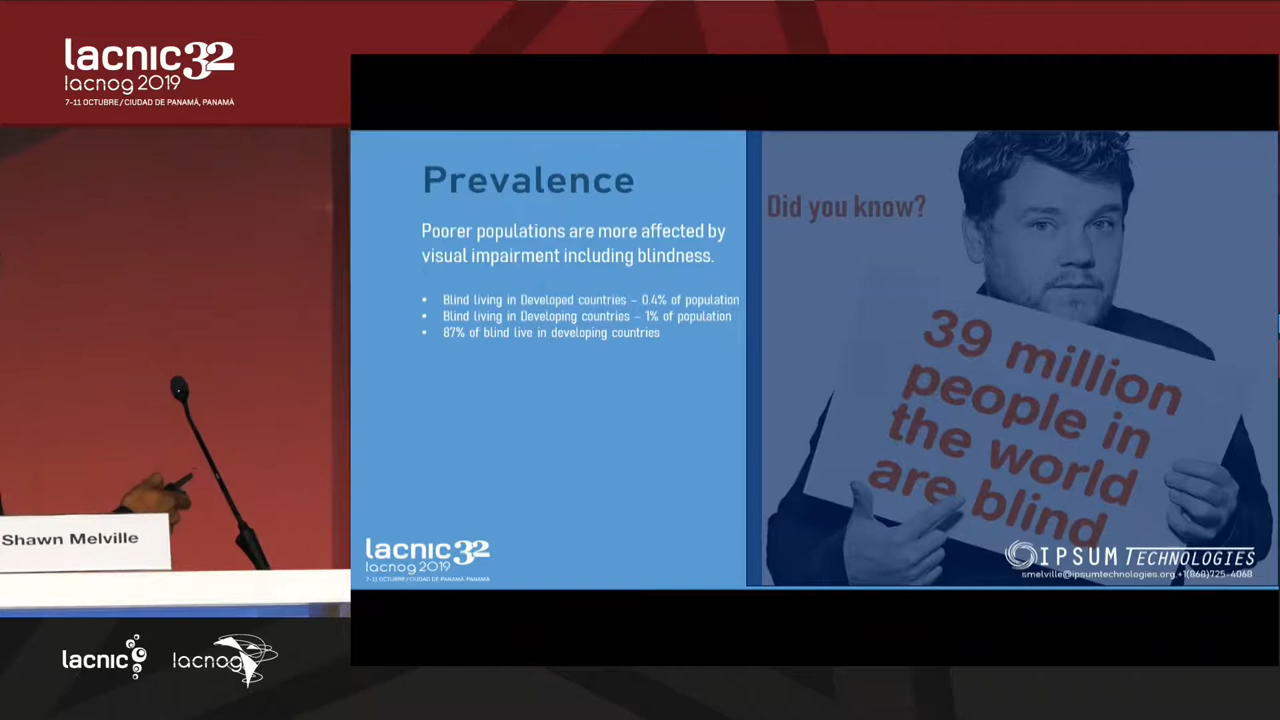 lacnic 32
lacnog 2019
7-11 OCTUBRE / CIUDAD DE PANAMÁ, PANAMÁ
Prevalence
Poorer populations are more affected by
visual impairment including blindness.
• Blind living in Developed countries – 0.4% of population
• Blind living in Developing countries – 1% of population
• 87% of blind live in developing countries
Did you know?
39 million
people in
the world
are blind
lacnic 32
lacnog 2019
7-11 OCTUBRE / CIUDAD DE PANAMÁ, PANAMÁ
IPSUM TECHNOLOGIES
smelville@ipsumtechnologies.org,+1(868)725-4068
Shawn Melville
lacnic
lacnog